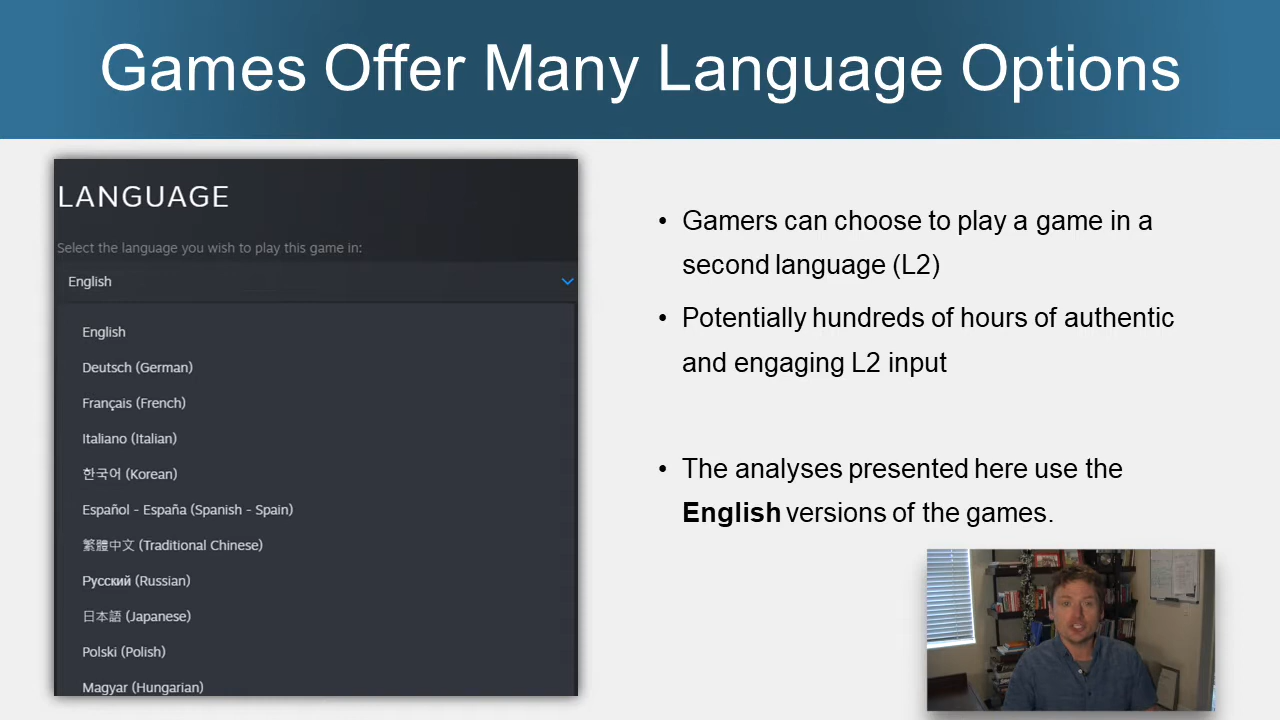 Games Offer Many Language Options
LANGUAGE
Select the language you wish to play this game in:
English
English
Deutsch (German)
Français (French)
Italiano (Italian)
한국어 (Korean)
Español - España (Spanish - Spain)
繁體中文 (Traditional Chinese)
Русский (Russian)
日本語 (Japanese)
Polski (Polish)
Magyar (Hungarian)
• Gamers can choose to play a game in a
second language (L2)
• Potentially hundreds of hours of authentic
and engaging L2 input
• The analyses presented here use the
English versions of the games.